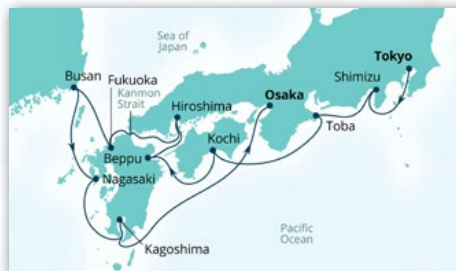 Sea of
Japan
Tokyo
Busan
Fukuoka
Shimizu
Kanmon
Strait
Hiroshima
Osaka
Kochi
Toba
Beppu
Nagasaki
Kagoshima
Pacific
Ocean